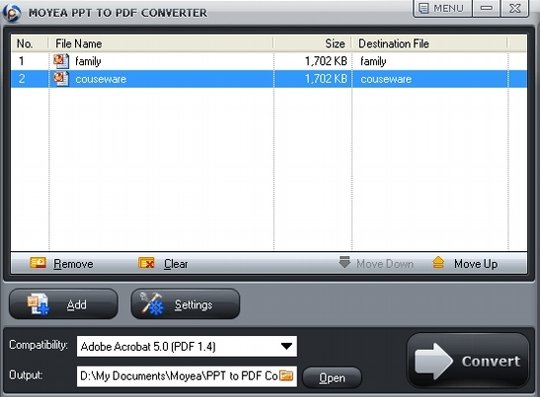 MOYEA PPT TO PDF CONVERTER MENU
No. File Name Size Destination File
1 family 1,702 KB family
2 couseware 1,702 KB couseware
Remove Clear Move Down Move Up
Add Settings
Compatibility: Adobe Acrobat 5.0 (PDF 1.4)
Output: D:\My Documents\Moyea\PPT to PDF Co Open
Convert